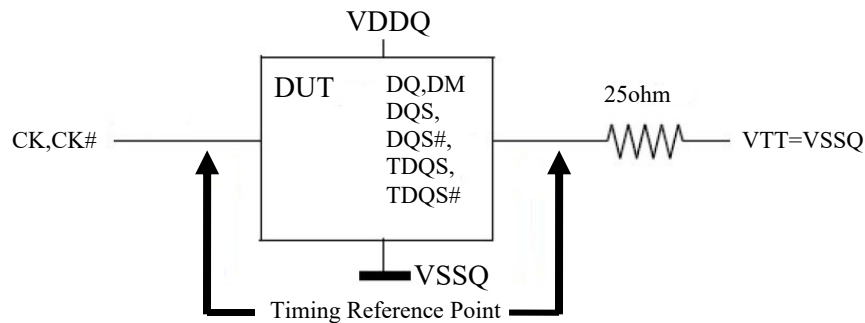 VDDQ
DUT
DQ,DM
DQS,
DQS#,
TDQS,
TDQS#
25ohm
CK,CK#
VTT=VSSQ
VSSQ
Timing Reference Point